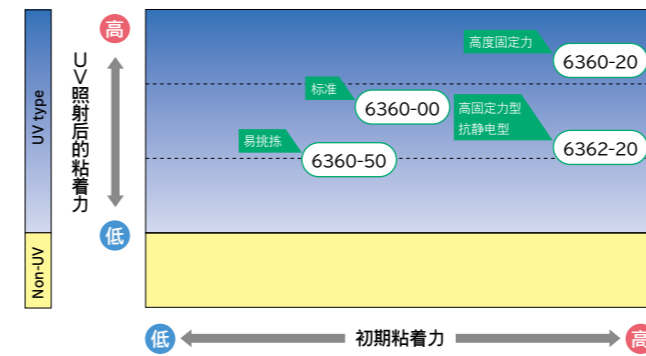 高
UV照射后的粘着力
低
UV type
Non-UV
高度固定力
6360-20
标准
6360-00
高固定力型
抗静电型
6362-20
易挑拣
6360-50
低
初期粘着力
高